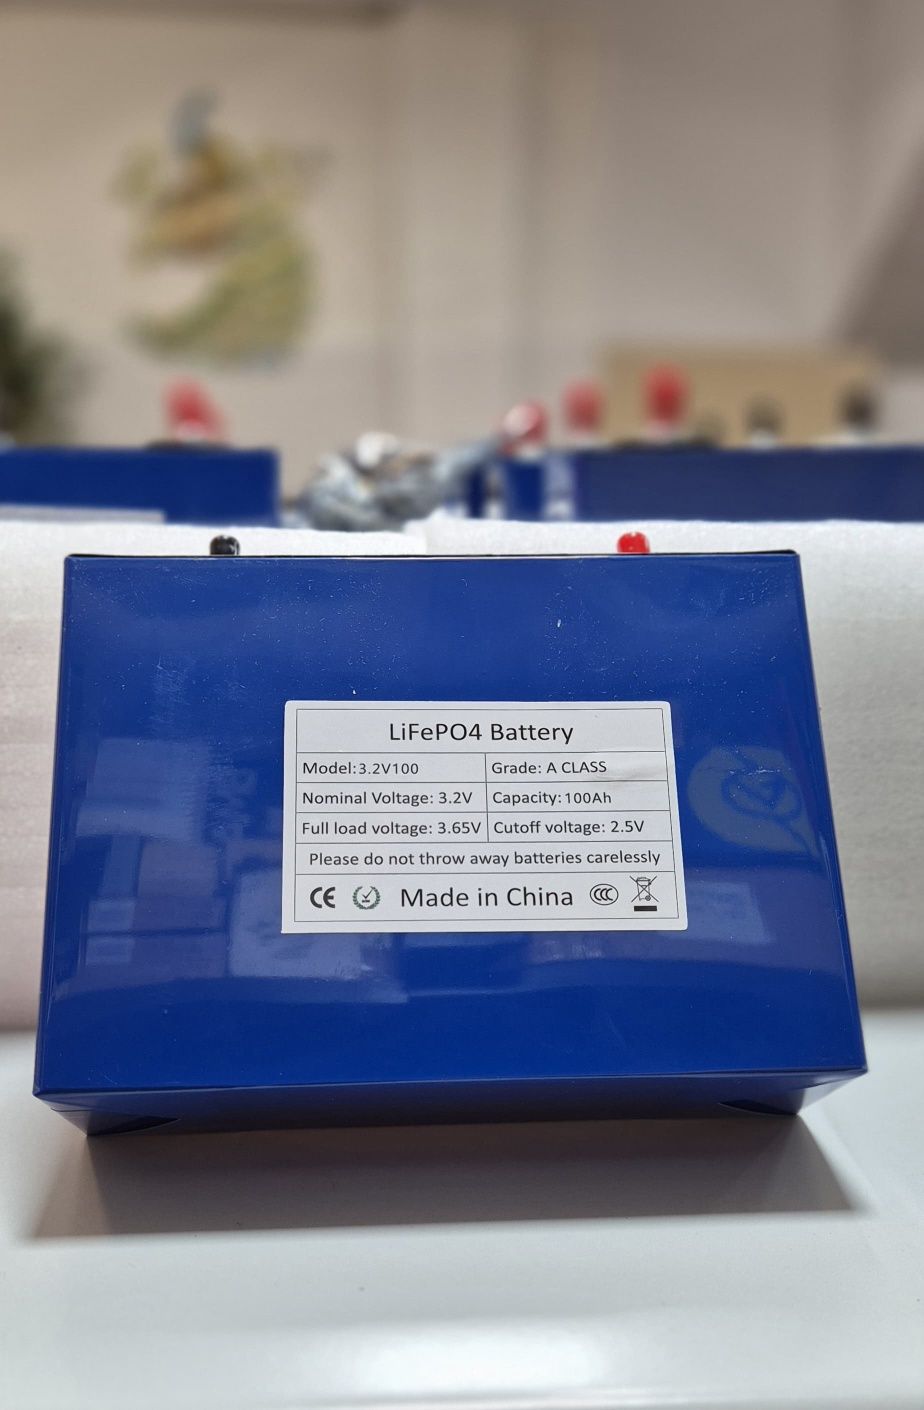 LiFePO4 Battery
Model:3.2V100 Grade: A CLASS
Nominal Voltage: 3.2V Capacity:100Ah
Full load voltage: 3.65V Cutoff voltage: 2.5V
Please do not throw away batteries carelessly
CE Made in China CCC